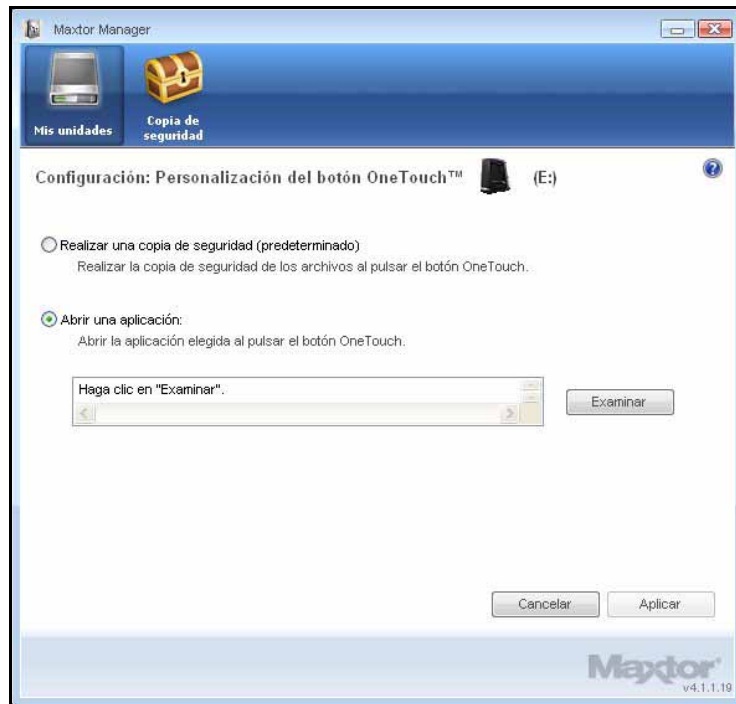 Maxtor Manager
Mis unidades
Copia de
seguridad
Configuración: Personalización del botón OneTouch™ (E:)
Realizar una copia de seguridad (predeterminado)
Realizar la copia de seguridad de los archivos al pulsar el botón OneTouch.
Abrir una aplicación:
Abrir la aplicación elegida al pulsar el botón OneTouch.
Haga clic en "Examinar".
Examinar
Cancelar Aplicar
Maxtor
v4.1.1.19